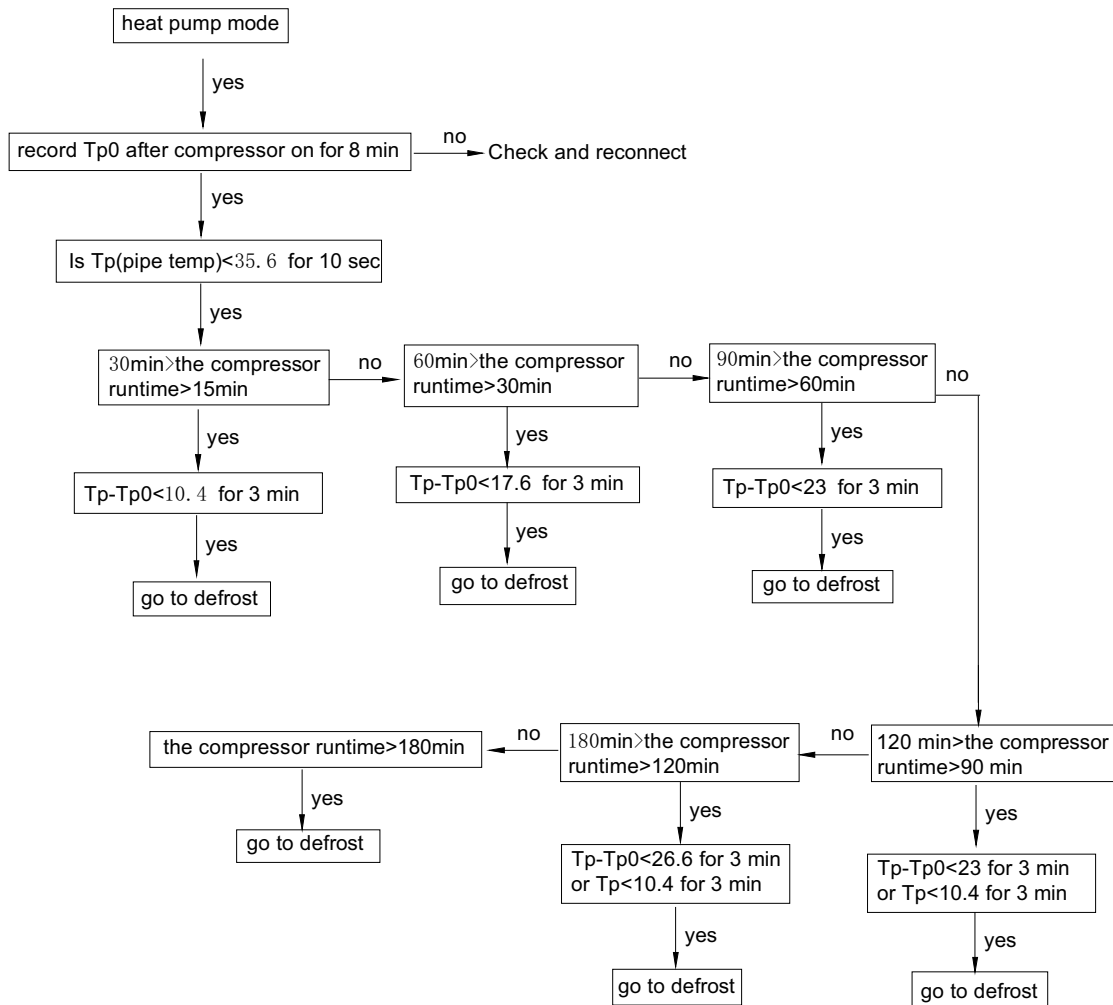 heat pump mode
yes
record Tp0 after compressor on for 8 min
no
Check and reconnect
yes
Is Tp(pipe temp)<35.6 for 10 sec
yes
30min>the compressor
runtime>15min
no
60min>the compressor
runtime>30min
no
90min>the compressor
runtime>60min
no
yes
Tp-Tp0<10.4 for 3 min
yes
go to defrost
yes
Tp-Tp0<17.6 for 3 min
yes
go to defrost
yes
Tp-Tp0<23 for 3 min
yes
go to defrost
120 min>the compressor
runtime>90 min
no
180min>the compressor
runtime>120min
no
the compressor runtime>180min
yes
go to defrost
yes
Tp-Tp0<26.6 for 3 min
or Tp<10.4 for 3 min
yes
go to defrost
yes
Tp-Tp0<23 for 3 min
or Tp<10.4 for 3 min
yes
go to defrost